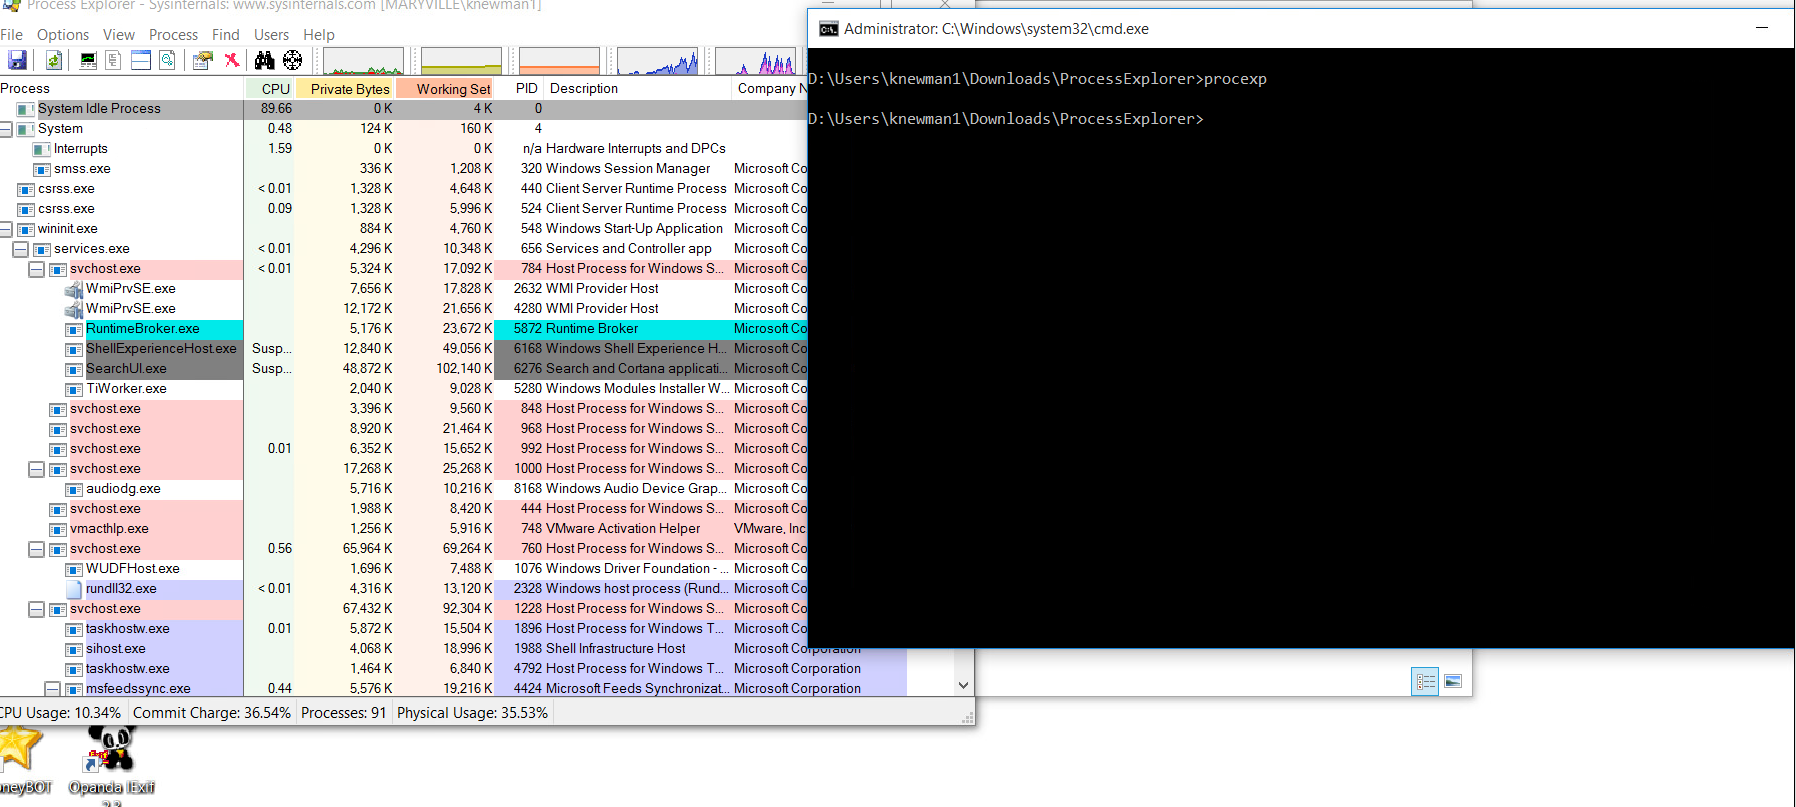 Process Explorer - Sysinternals: www.sysinternals.com [MARYVILLE\knewman1]
File Options View Process Find Users Help
Process CPU Private Bytes Working Set PID Description Company N
System Idle Process 89.66 0 K 4 K 0
System 0.48 124 K 160 K 4
Interrupts 1.59 0 K 0 K n/a Hardware Interrupts and DPCs
smss.exe 336 K 1,208 K 320 Windows Session Manager Microsoft Co
csrss.exe < 0.01 1,328 K 4,648 K 440 Client Server Runtime Process Microsoft Co
csrss.exe 0.09 1,328 K 5,996 K 524 Client Server Runtime Process Microsoft Co
wininit.exe 884 K 4,760 K 548 Windows Start-Up Application Microsoft Co
services.exe < 0.01 4,296 K 10,348 K 656 Services and Controller app Microsoft Co
svchost.exe < 0.01 5,324 K 17,092 K 784 Host Process for Windows S... Microsoft Co
WmiPrvSE.exe 7,656 K 17,828 K 2632 WMI Provider Host Microsoft Co
WmiPrvSE.exe 12,172 K 21,656 K 4280 WMI Provider Host Microsoft Co
RuntimeBroker.exe 5,176 K 23,672 K 5872 Runtime Broker Microsoft Co
ShellExperienceHost.exe Susp... 12,840 K 49,056 K 6168 Windows Shell Experience H... Microsoft Co
SearchUI.exe Susp... 48,872 K 102,140 K 6276 Search and Cortana applicati... Microsoft Co
TiWorker.exe 2,040 K 9,028 K 5280 Windows Modules Installer W... Microsoft Co
svchost.exe 3,396 K 9,560 K 848 Host Process for Windows S... Microsoft Co
svchost.exe 8,920 K 21,464 K 968 Host Process for Windows S... Microsoft Co
svchost.exe 0.01 6,352 K 15,652 K 992 Host Process for Windows S... Microsoft Co
svchost.exe 17,268 K 25,268 K 1000 Host Process for Windows S... Microsoft Co
audiodg.exe 5,716 K 10,216 K 8168 Windows Audio Device Grap... Microsoft Co
svchost.exe 1,988 K 8,420 K 444 Host Process for Windows S... Microsoft Co
vmacthlp.exe 1,256 K 5,916 K 748 VMware Activation Helper VMware, Inc.
svchost.exe 0.56 65,964 K 69,264 K 760 Host Process for Windows S... Microsoft Co
WUDFHost.exe 1,696 K 7,488 K 1076 Windows Driver Foundation - ... Microsoft Co
rundll32.exe < 0.01 4,316 K 13,120 K 2328 Windows host process (Rund... Microsoft Co
svchost.exe 67,432 K 92,304 K 1228 Host Process for Windows S... Microsoft Co
taskhostw.exe 0.01 5,872 K 15,504 K 1896 Host Process for Windows T... Microsoft Co
sihost.exe 4,068 K 18,996 K 1988 Shell Infrastructure Host Microsoft Corporation
taskhostw.exe 1,464 K 6,840 K 4792 Host Process for Windows T... Microsoft Corporation
msfeedssync.exe 0.44 5,576 K 19,216 K 4424 Microsoft Feeds Synchronizat... Microsoft Corporation
CPU Usage: 10.34% Commit Charge: 36.54% Processes: 91 Physical Usage: 35.53%
Administrator: C:\Windows\system32\cmd.exe
D:\Users\knewman1\Downloads\ProcessExplorer>procexp
D:\Users\knewman1\Downloads\ProcessExplorer>
oneyBOT
Opanda IExif
2.3